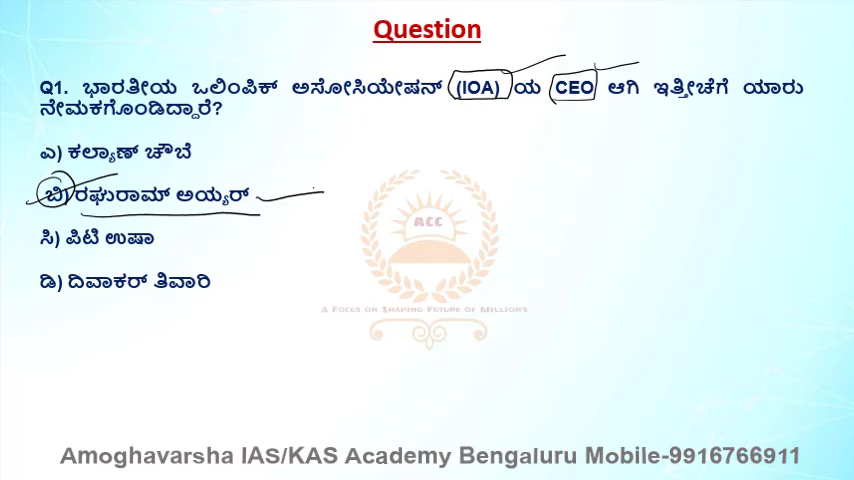 Question
Q1. ಭಾರತೀಯ ಒಲಿಂಪಿಕ್ ಅಸೋಸಿಯೇಷನ್ (IOA) ಯ CEO ಆಗಿ ಇತ್ತೀಚೆಗೆ ಯಾರು
ನೇಮಕಗೊಂಡಿದ್ದಾರೆ?
ಎ) ಕಲ್ಯಾಣ್ ಚೌಬೆ
ಬಿ) ರಘುರಾಮ್ ಅಯ್ಯರ್
ಸಿ) ಪಿಟಿ ಉಷಾ
ಡಿ) ದಿವಾಕರ್ ತಿವಾರಿ
ACC
A Focus on Shaping Future of Millions
Amoghavarsha IAS/KAS Academy Bengaluru Mobile-9916766911